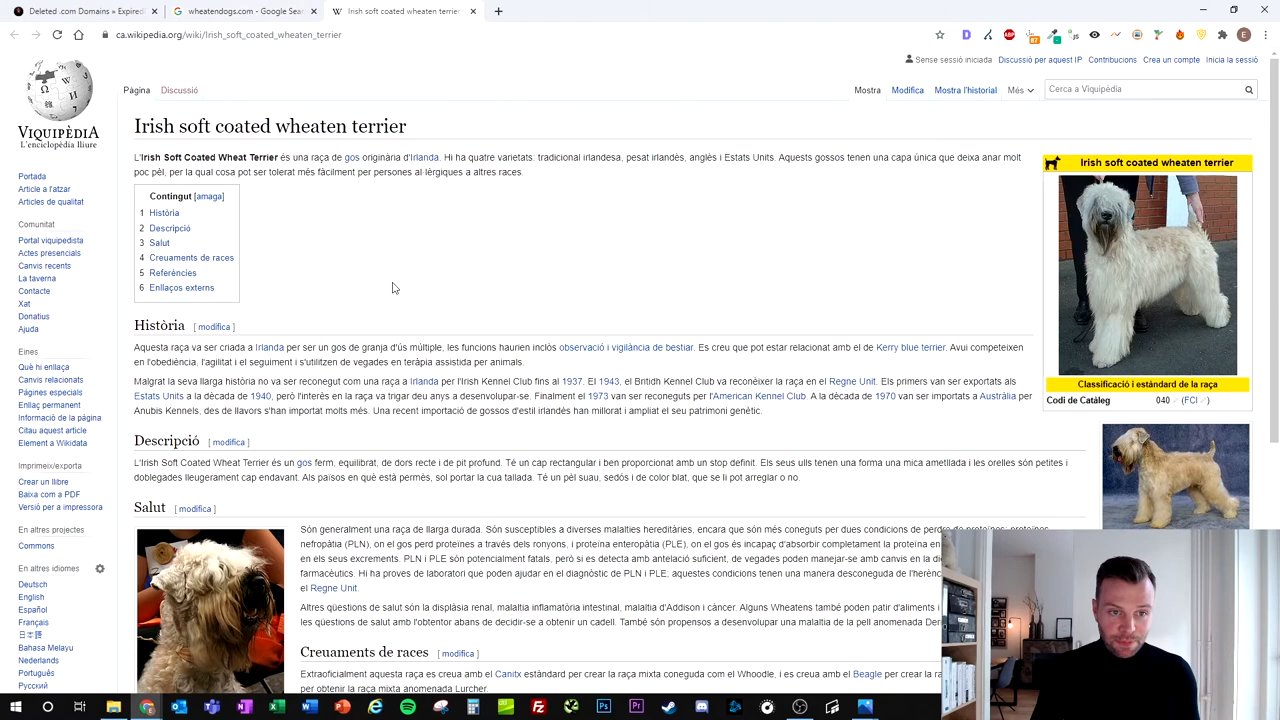 Deleted .com Domains » Expired
wheatendogs.com - Google Sea
Irish soft coated wheaten terrier
ca.wikipedia.org/wiki/Irish_soft_coated_wheaten_terrier
Sense sessió iniciada Discussió per aquest IP Contribucions Crea un compte Inicia la sessió
Pàgina Discussió Mostra Modifica Mostra l'historial Més Cerca a Viquipèdia
VIQUIPÈDIA
L'enciclopèdia lliure
Portada
Article a l'atzar
Articles de qualitat
Comunitat
Portal viquipedista
Actes presencials
Canvis recents
La taverna
Contacte
Xat
Donatius
Ajuda
Eines
Què hi enllaça
Canvis relacionats
Pàgines especials
Enllaç permanent
Informació de la pàgina
Citau aquest article
Element a Wikidata
Imprimeix/exporta
Crear un llibre
Baixa com a PDF
Versió per a impressora
En altres projectes
Commons
En altres idiomes
Deutsch
English
Español
Français
日本語
Bahasa Melayu
Nederlands
Português
Русский
Irish soft coated wheaten terrier
L'Irish Soft Coated Wheat Terrier és una raça de gos originària d'Irlanda. Hi ha quatre varietats: tradicional irlandesa, pesat irlandès, anglès i Estats Units. Aquests gossos tenen una capa única que deixa anar molt
poc pèl, per la qual cosa pot ser tolerat més fàcilment per persones al·lèrgiques a altres races.
Contingut [amaga]
1 Història
2 Descripció
3 Salut
4 Creuaments de races
5 Referències
6 Enllaços externs
Història [ modifica ]
Aquesta raça va ser criada a Irlanda per ser un gos de granja d'ús múltiple, les funcions haurien inclòs observació i vigilància de bestiar. Es creu que pot estar relacionat amb el de Kerry blue terrier. Avui competeixen
en l'obediència, l'agilitat i el seguiment i s'utilitzen de vegades en teràpia assistida per animals.
Malgrat la seva llarga història no va ser reconegut com una raça a Irlanda per l'Irish Kennel Club fins al 1937. El 1943, el Britidh Kennel Club va reconèixer la raça en el Regne Unit. Els primers van ser exportats als
Estats Units a la dècada de 1940, però l'interès en la raça va trigar deu anys a desenvolupar-se. Finalment el 1973 van ser reconeguts per l'American Kennel Club. A la dècada de 1970 van ser importats a Austràlia per
Anubis Kennels, des de llavors s'han importat molts més. Una recent importació de gossos d'estil irlandès han millorat i ampliat el seu patrimoni genètic.
Descripció [ modifica ]
L'Irish Soft Coated Wheat Terrier és un gos ferm, equilibrat, de dors recte i de pit profund. Té un cap rectangular i ben proporcionat amb un stop definit. Els seus ulls tenen una forma una mica ametllada i les orelles són petites i
doblegades lleugerament cap endavant. Als països en què està permès, sol portar la cua tallada. Té un pèl suau, sedós i de color blat, que se li pot arreglar o no.
Salut [ modifica ]
Són generalment una raça de llarga durada. Són susceptibles a diverses malalties hereditàries, encara que són més coneguts per dues condicions de
nefropatia (PLN), en el gos perd proteïnes a través dels ronyons, i proteïna enteropatia (PLE), en el gos és incapaç d'absorbir completament la proteïna en
en els seus excrements. PLN i PLE són potencialment fatals, però si es detecta amb antelació suficient, de vegades poden manejar-se amb canvis en la
farmacèutics. Hi ha proves de laboratori que poden ajudar en el diagnòstic de PLN i PLE; aquestes condicions tenen una manera desconeguda de
el Regne Unit.
Altres qüestions de salut són la displàsia renal, malaltia inflamatòria intestinal, malaltia d'Addison i càncer. Alguns Wheatens també poden patir d'aliments i
les qüestions de salut amb l'obtentor abans de decidir-se a obtenir un cadell. També són propensos a desenvolupar una malaltia de la pell anomenada
Creuaments de races [ modifica ]
Extraoficialment aquesta raça es creua amb el Canitx estàndard per crear la raça mixta coneguda com the Whoodle, i es creua amb el Beagle per crear la
per obtenir la raça mixta anomenada Lurcher.
Irish soft coated wheaten terrier
Classificació i estàndard de la raça
Codi de Catàleg 040 (FCI)